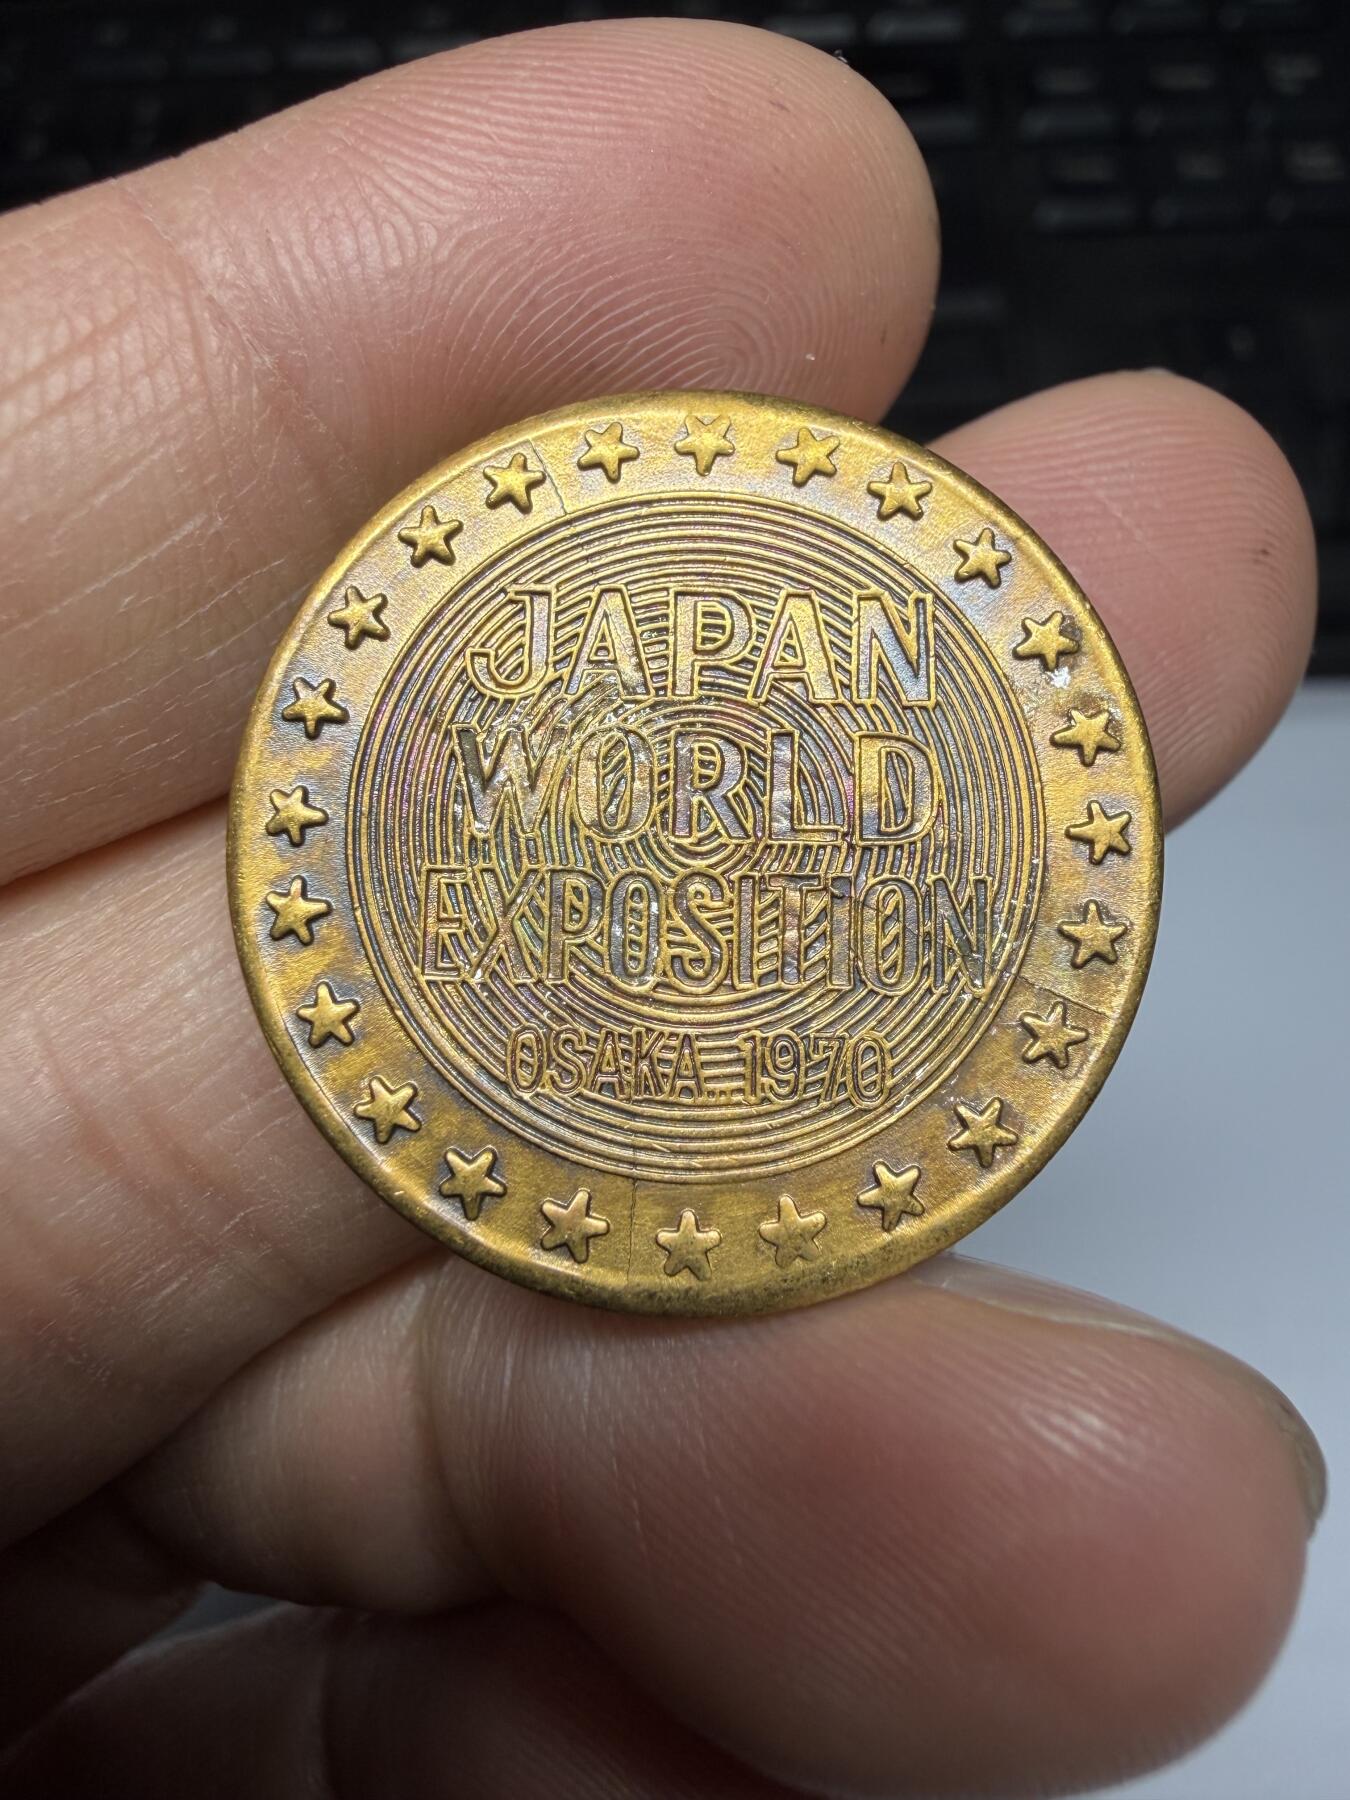 JAPAN
WORLD
EXPOSITION
OSAKA 1970